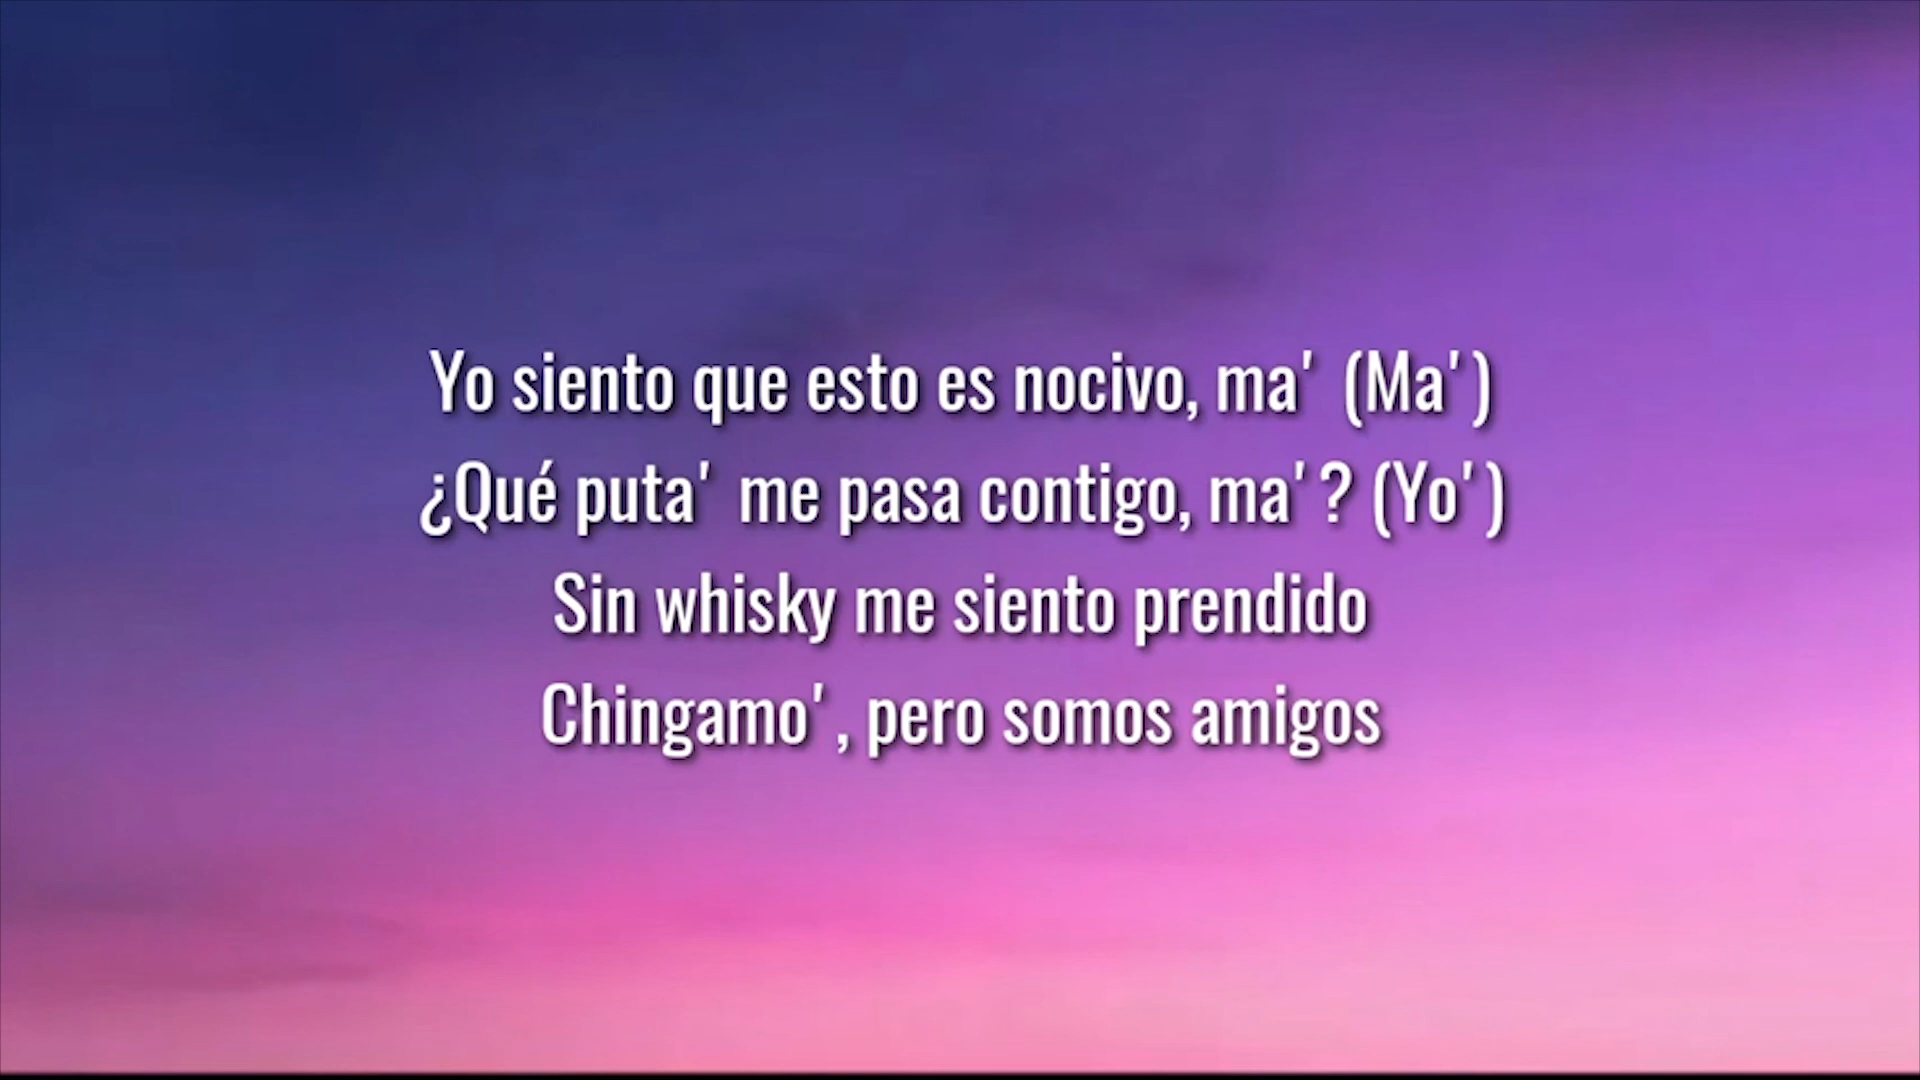 Yo siento que esto es nocivo, ma' (Ma')
¿Qué puta' me pasa contigo, ma'? (Yo')
Sin whisky me siento prendido
Chingamo', pero somos amigos